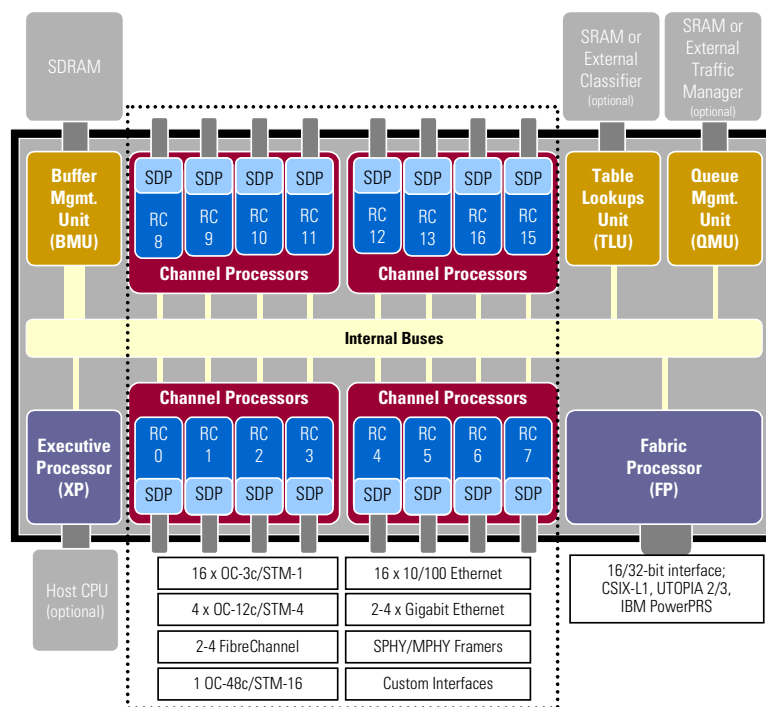 SDRAM
SRAM or
External
Classifier
(optional)
SRAM or
External
Traffic
Manager
(optional)
Buffer
Mgmt.
Unit
(BMU)
SDP
RC
8
SDP
RC
9
SDP
RC
10
SDP
RC
11
Channel Processors
SDP
RC
12
SDP
RC
13
SDP
RC
16
SDP
RC
15
Channel Processors
Table
Lookups
Unit
(TLU)
Queue
Mgmt.
Unit
(QMU)
Internal Buses
Executive
Processor
(XP)
Channel Processors
RC
0
SDP
RC
1
SDP
RC
2
SDP
RC
3
SDP
Channel Processors
RC
4
SDP
RC
5
SDP
RC
6
SDP
RC
7
SDP
Fabric
Processor
(FP)
Host CPU
(optional)
16 x OC-3c/STM-1
4 x OC-12c/STM-4
2-4 FibreChannel
1 OC-48c/STM-16
16 x 10/100 Ethernet
2-4 x Gigabit Ethernet
SPHY/MPHY Framers
Custom Interfaces
16/32-bit interface;
CSIX-L1, UTOPIA 2/3,
IBM PowerPRS